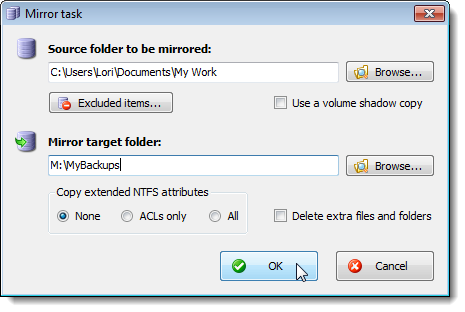 Mirror task
Source folder to be mirrored:
C:\Users\Lori\Documents\My Work
Browse...
Excluded items...
Use a volume shadow copy
Mirror target folder:
M:\MyBackups
Browse...
Copy extended NTFS attributes
None
ACLs only
All
Delete extra files and folders
OK
Cancel